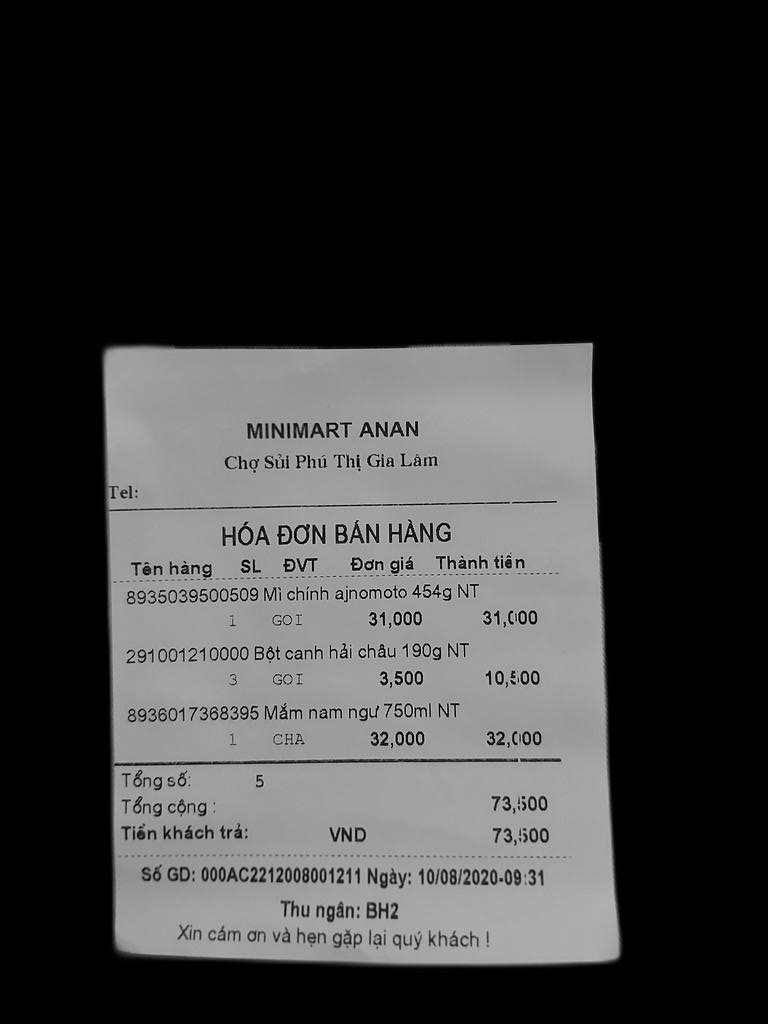 MINIMART ANAN
Chợ Sủi Phú Thị Gia Lâm
Tel:
HÓA ĐƠN BÁN HÀNG
Tên hàng SL ĐVT Đơn giá Thành tiền
8935039500509 Mì chính ajnomoto 454g NT
1 GOI 31,000 31,000
291001210000 Bột canh hải châu 190g NT
3 GOI 3,500 10,500
8936017368395 Mắm nam ngư 750ml NT
1 CHA 32,000 32,000
Tổng số: 5
Tổng cộng : 73,500
Tiền khách trả: VND 73,500
Số GD: 000AC2212008001211 Ngày: 10/08/2020-09:31
Thu ngân: BH2
Xin cám ơn và hẹn gặp lại quý khách !